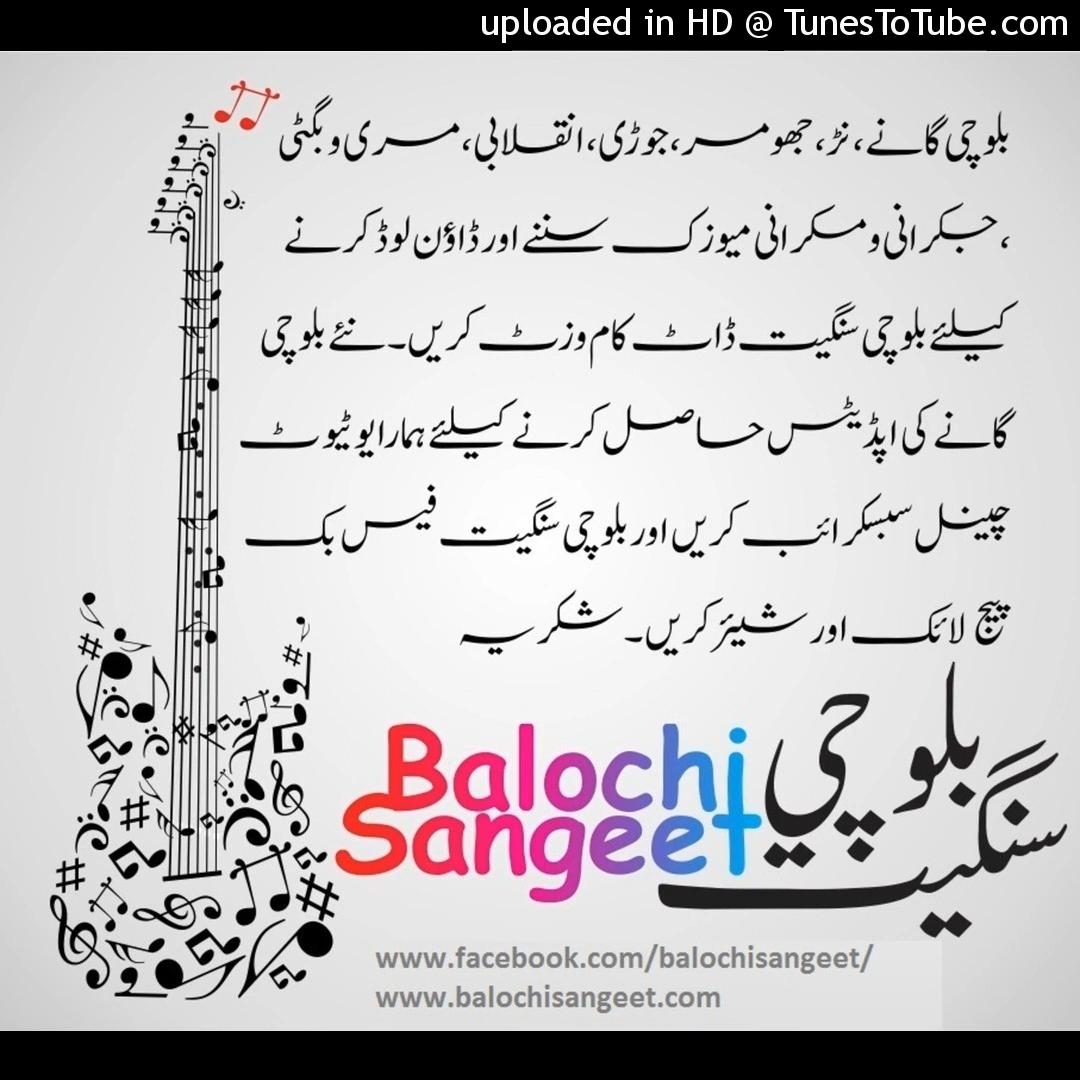 uploaded in HD @ TunesToTube.com
بلوچی گانے، نڑ، جھومر، جوڑی، انقلابی، مری و بگٹی
، جکرانی و مکرانی میوزک سننے اور ڈاؤن لوڈ کرنے
کیلئے بلوچی سنگیت ڈاٹ کام وزٹ کریں۔ نئے بلوچی
گانے کی اپڈیٹس حاصل کرنے کیلئے ہمارا یوٹیوٹ
چینل سبسکرائب کریں اور بلوچی سنگیت فیس بک
پیج لائک اور شیئر کریں۔ شکریہ
Balochi
Sangeet
بلوچی
سنگیت
www.facebook.com/balochisangeet/
www.balochisangeet.com